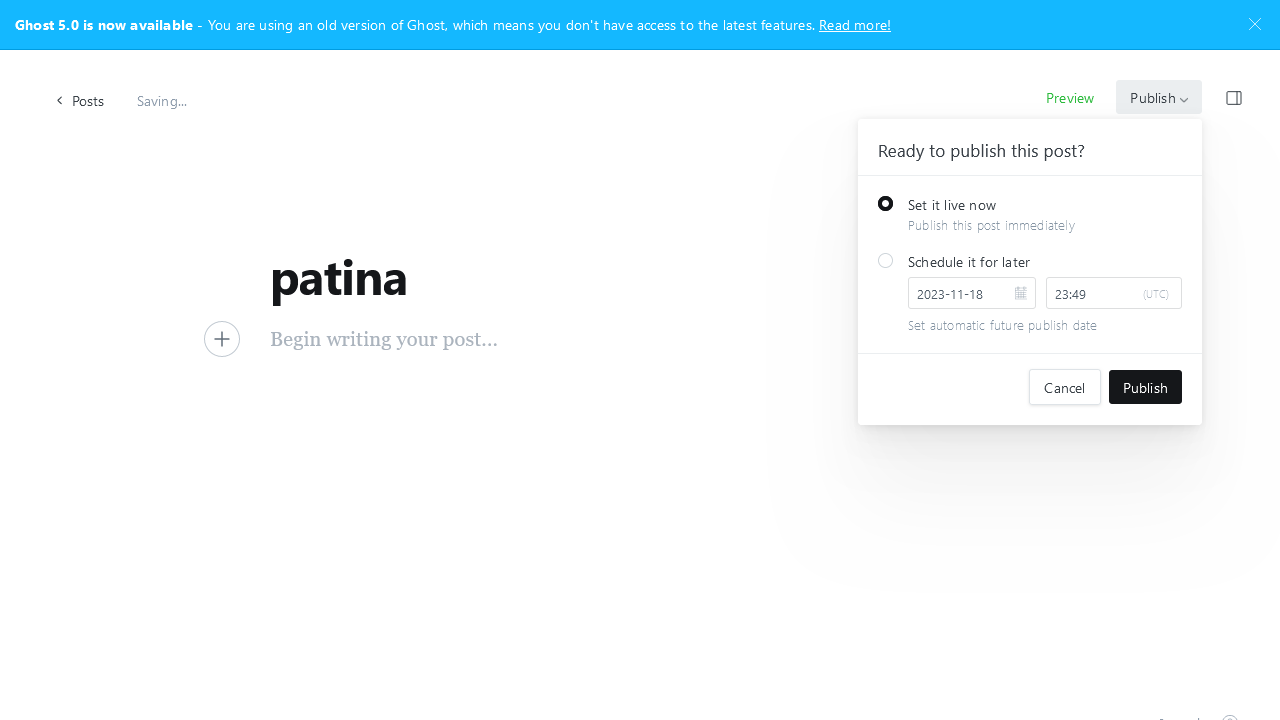 Ghost 5.0 is now available - You are using an old version of Ghost, which means you don't have access to the latest features. Read more!
Posts
Saving...
Preview
Publish
Ready to publish this post?
Set it live now
Publish this post immediately
Schedule it for later
2023-11-18
23:49
(UTC)
Set automatic future publish date
Cancel
Publish
patina
Begin writing your post...